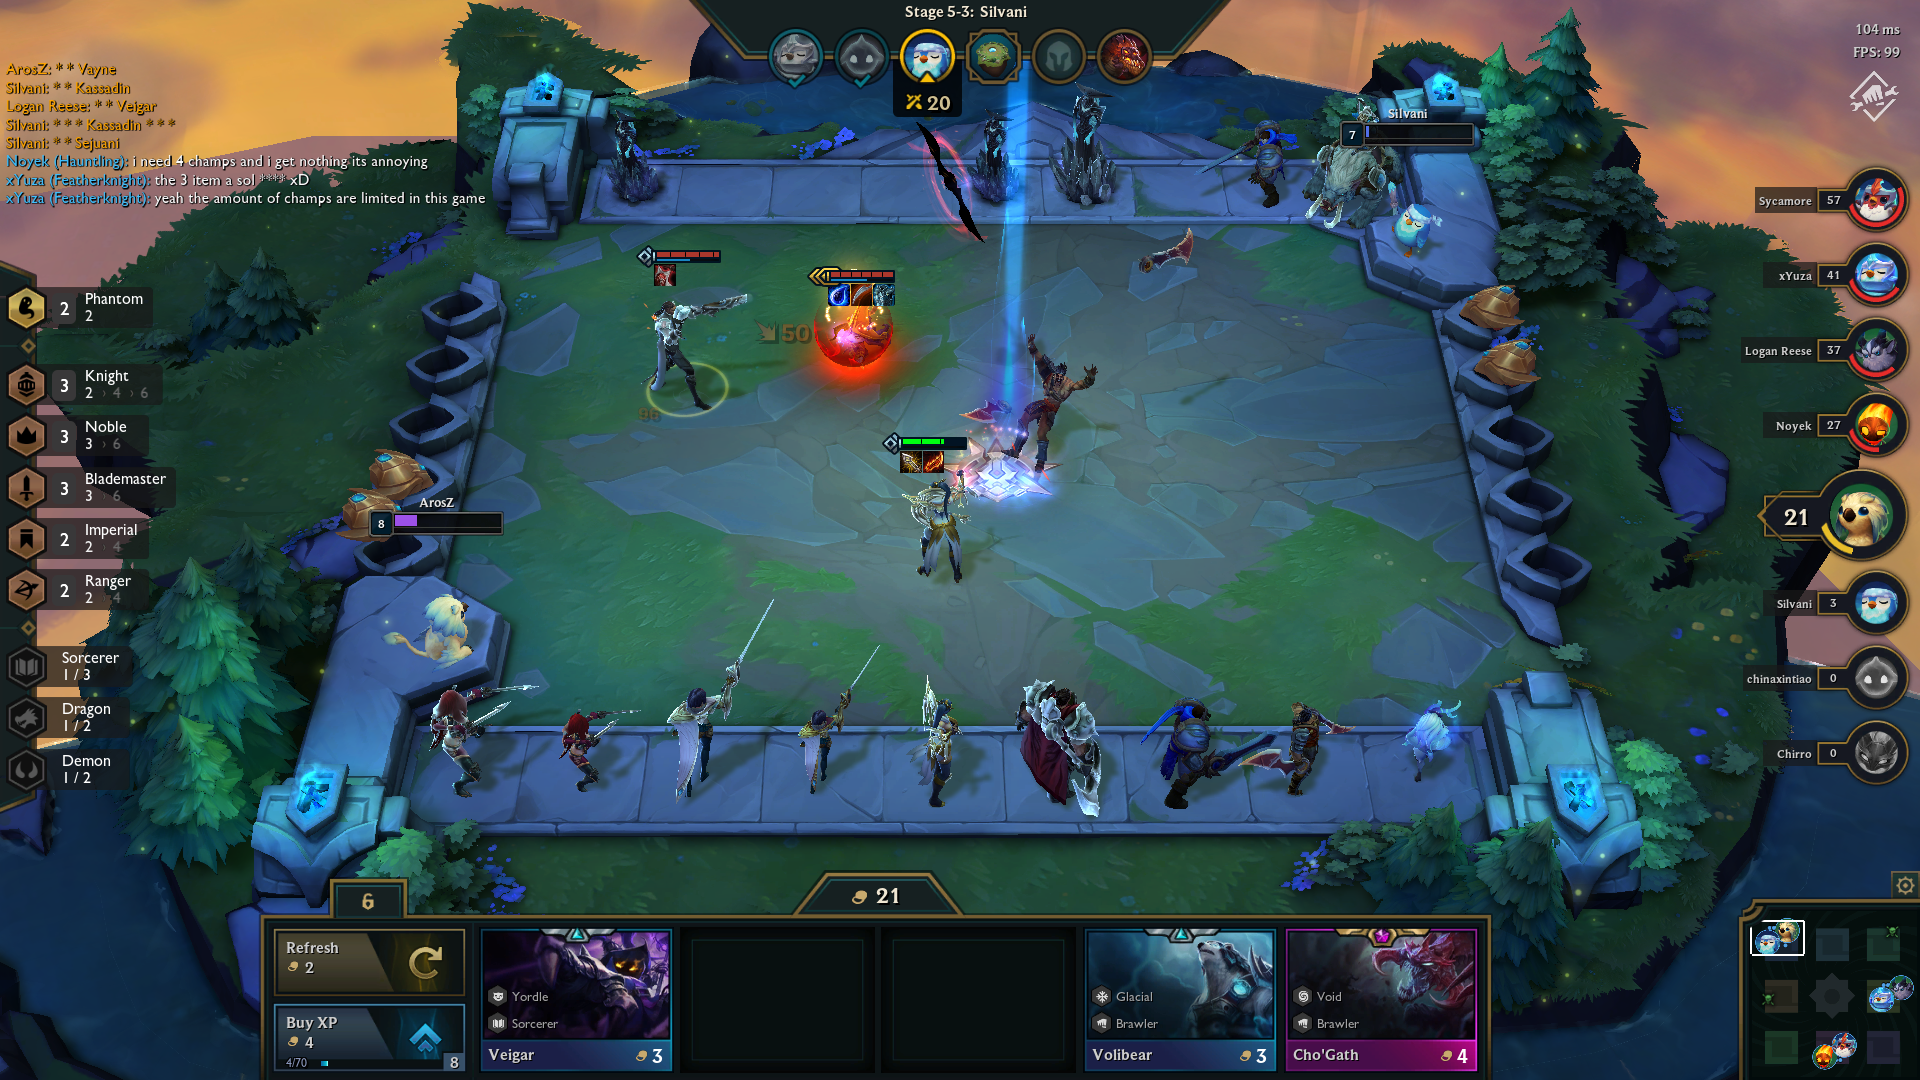 Stage 5-3: Silvani
20
104 ms
FPS: 99
ArosZ: * * Vayne
Silvani: * * Kassadin
Logan Reese: * * Veigar
Silvani: * * * Kassadin * * *
Silvani: * * Sejuani
Noyek (Hauntling): i need 4 champs and i get nothing its annoying
xYuza (Featherknight): the 3 item a sol **** xD
xYuza (Featherknight): yeah the amount of champs are limited in this game
Silvani
7
Sycamore 57
xYuza 41
Logan Reese 37
Noyek 27
21
Silvani 3
chinaxintiao 0
Chirro 0
2 Phantom
2
3 Knight
2 › 4 › 6
3 Noble
3 › 6
3 Blademaster
3 › 6
2 Imperial
2 › 4
2 Ranger
2 › 4
Sorcerer
1 / 3
Dragon
1 / 2
Demon
1 / 2
50
96
ArosZ
8
6
21
Refresh
2
Buy XP
4
4/70
8
Yordle
Sorcerer
Veigar 3
Glacial
Brawler
Volibear 3
Void
Brawler
Cho'Gath 4